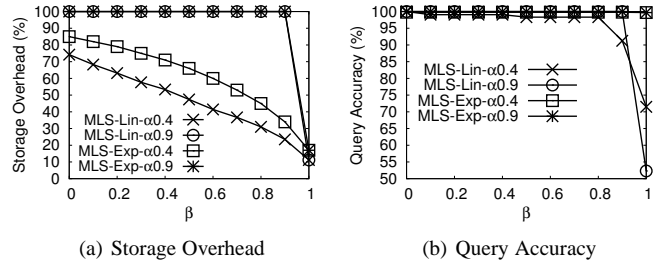 Storage Overhead (%)
100
90
80
70
60
50
40
30
20
10
0
MLS-Lin-α0.4
MLS-Lin-α0.9
MLS-Exp-α0.4
MLS-Exp-α0.9
0 0.2 0.4 0.6 0.8 1
β
(a) Storage Overhead
Query Accuracy (%)
100
95
90
85
80
75
70
65
60
55
50
MLS-Lin-α0.4
MLS-Lin-α0.9
MLS-Exp-α0.4
MLS-Exp-α0.9
0 0.2 0.4 0.6 0.8 1
β
(b) Query Accuracy